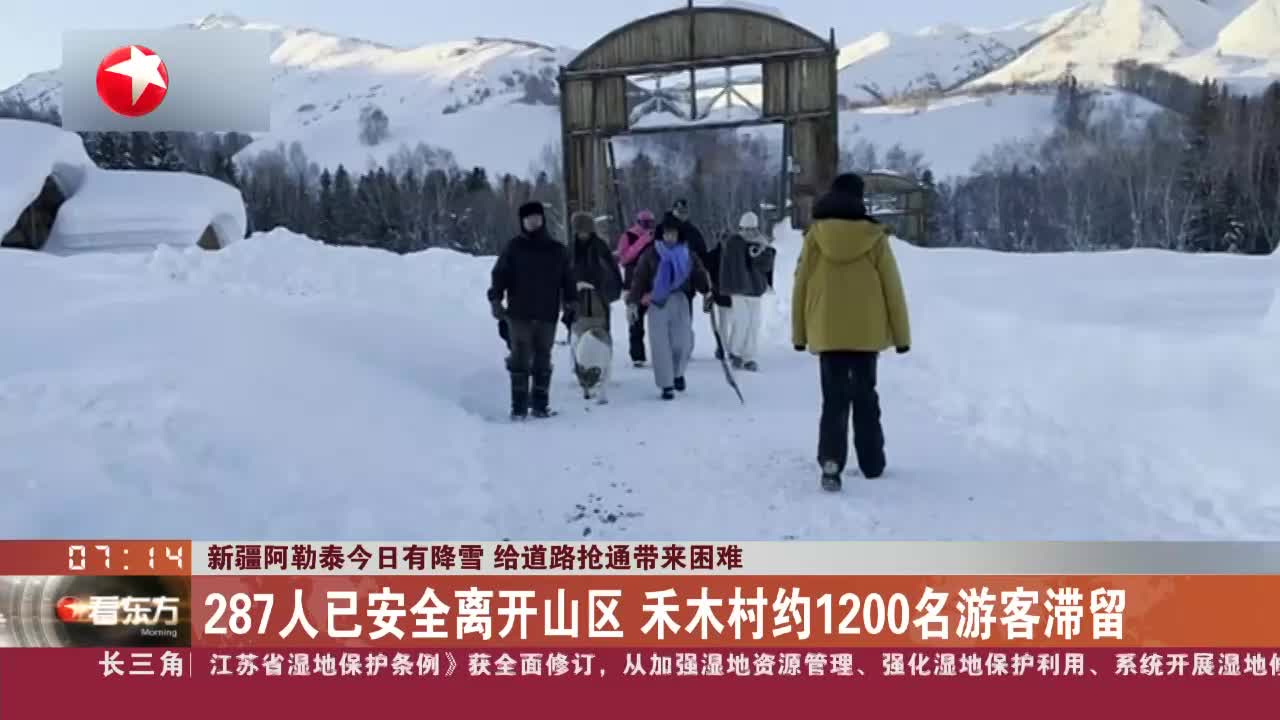 07:14
新疆阿勒泰今日有降雪 给道路抢通带来困难
看东方
Morning
287人已安全离开山区 禾木村约1200名游客滞留
长三角
江苏省湿地保护条例》获全面修订，从加强湿地资源管理、强化湿地保护利用、系统开展湿地